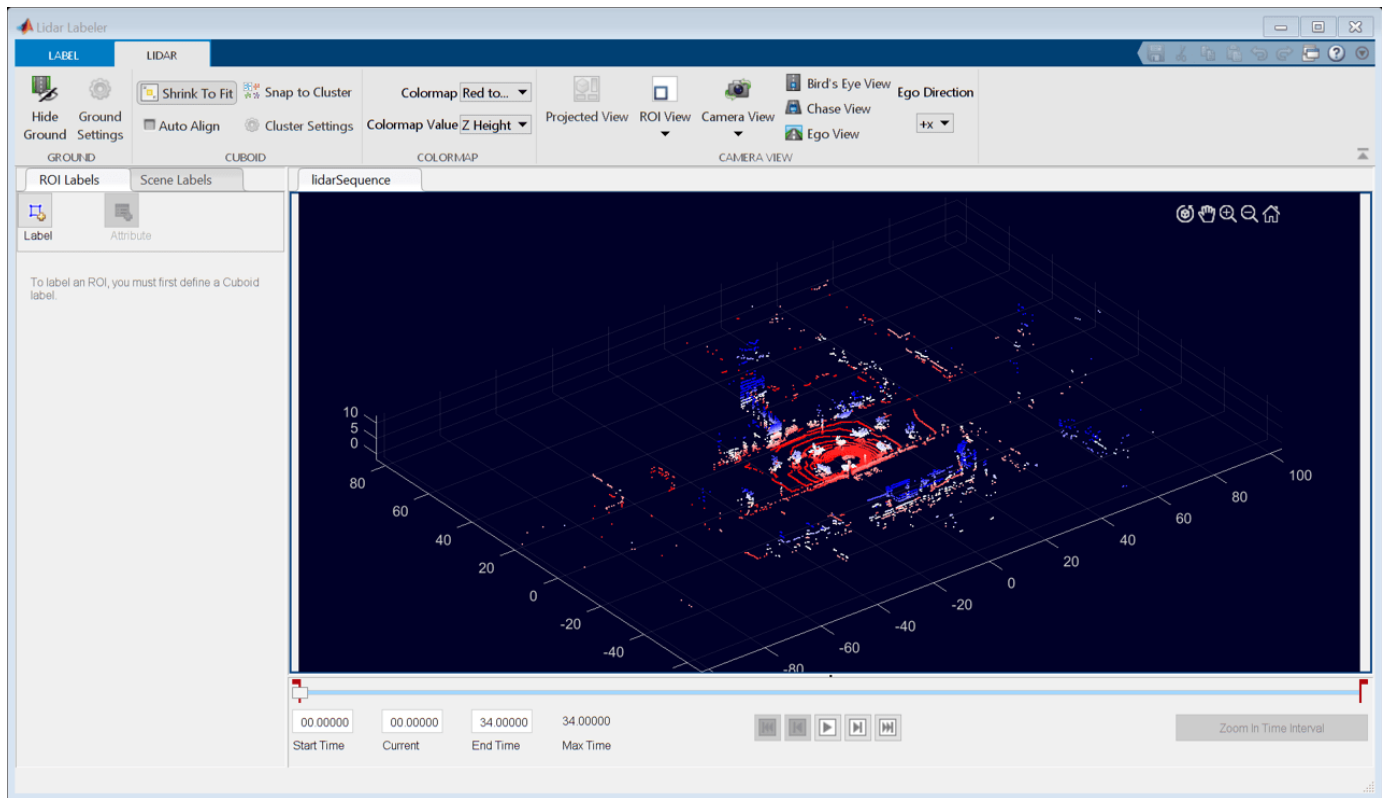 Lidar Labeler
LABEL LIDAR
Hide Ground
Ground Settings
GROUND
Shrink To Fit
Snap to Cluster
Auto Align
Cluster Settings
CUBOID
Colormap Red to...
Colormap Value Z Height
COLORMAP
Projected View
ROI View
Camera View
Bird's Eye View
Chase View
Ego View
Ego Direction
+x
CAMERA VIEW
ROI Labels Scene Labels
lidarSequence
Label Attribute
To label an ROI, you must first define a Cuboid
label.
10
5
0
80
60
40
20
0
-20
-40
-80
-60
-40
-20
0
20
40
60
80
100
00.00000 00.00000 34.00000 34.00000
Start Time Current End Time Max Time
Zoom In Time Interval